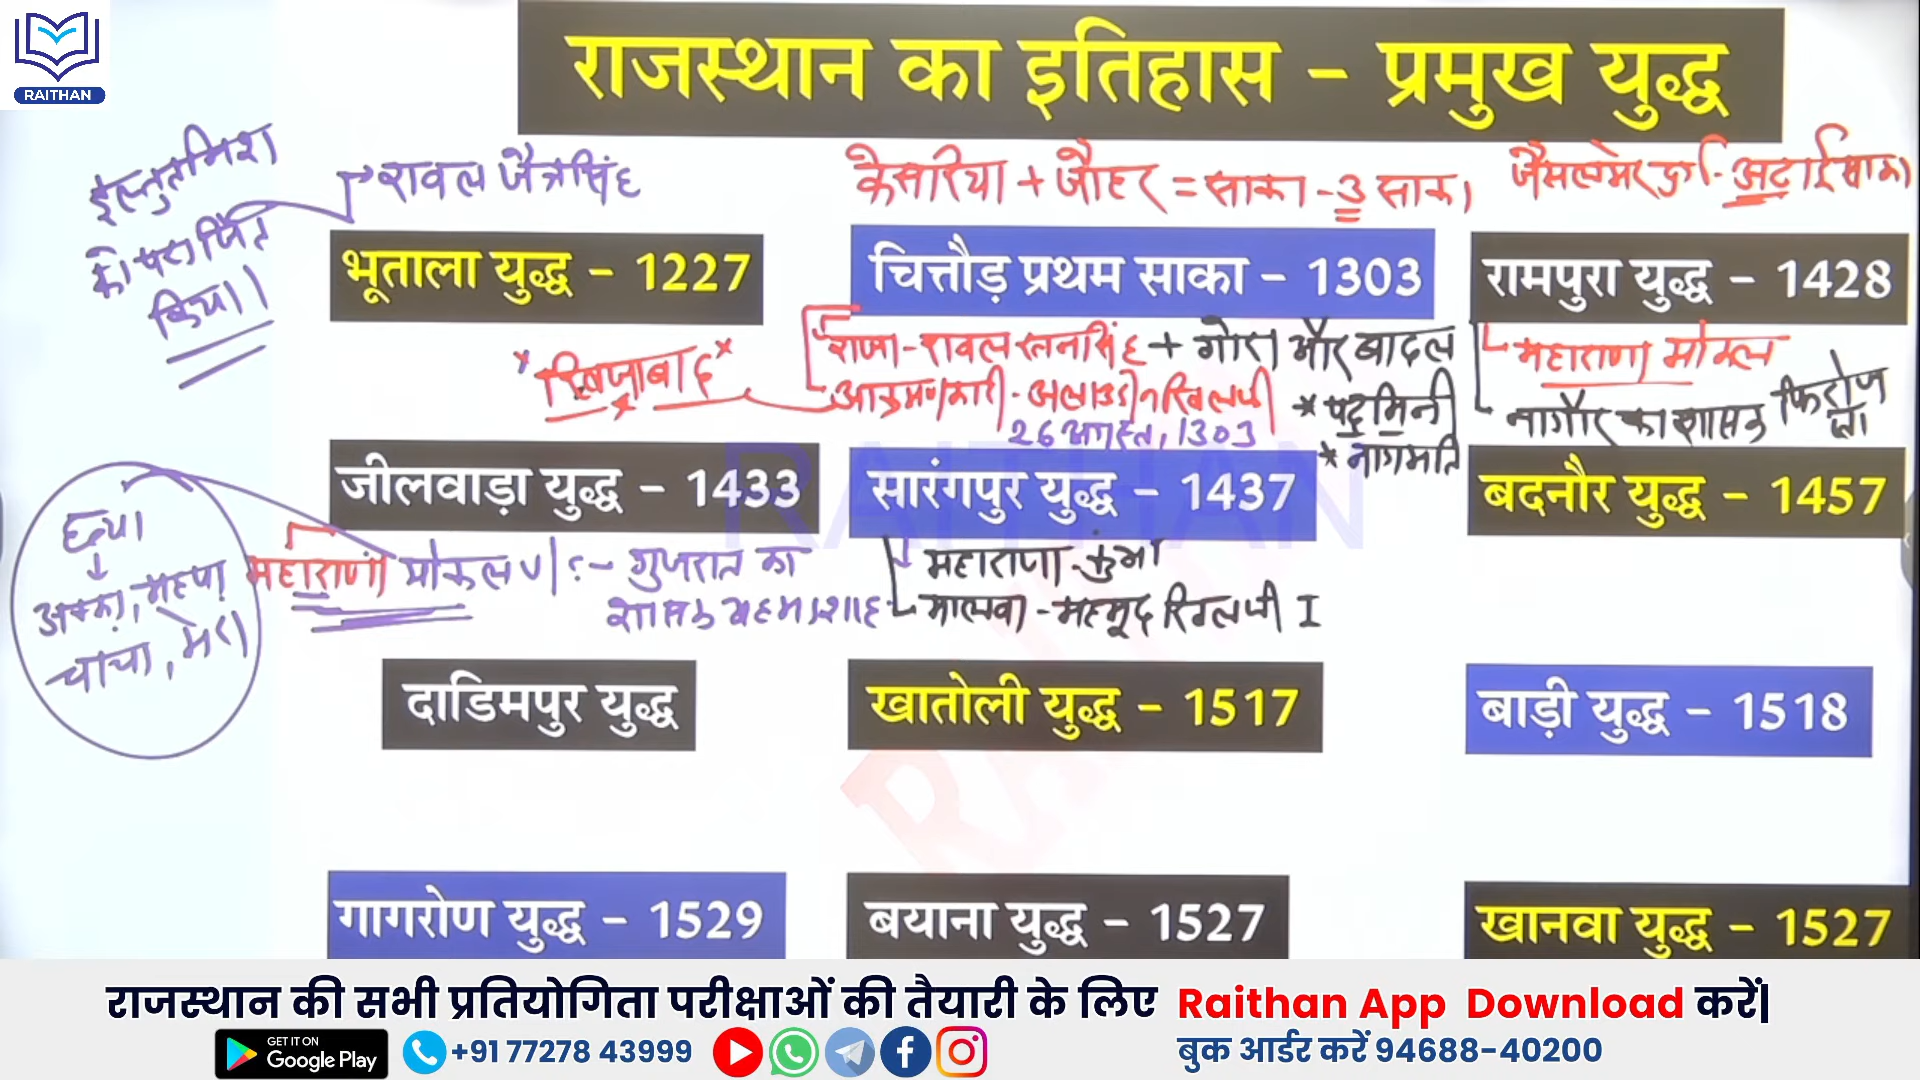 RAITHAN
राजस्थान का इतिहास - प्रमुख युद्ध
इल्तुतमिश
को पराजित
किया।
रावल जैत्रसिंह
केसरिया + जौहर = साका - 3 साका
जैसलमेर दुर्ग - अढाई साका
भूताला युद्ध - 1227
चित्तौड़ प्रथम साका - 1303
रामपुरा युद्ध - 1428
* खिज्राबाद *
राजा - रावल रतनसिंह + गोरा और बादल
आक्रमणकारी - अलाउद्दीन खिलजी
* पद्मिनी
26 अगस्त, 1303
* नागमति
महाराणा मोकल
नागौर का शासक फिरोज खां
जीलवाड़ा युद्ध - 1433
सारंगपुर युद्ध - 1437
बदनौर युद्ध - 1457
हत्या
अक्का, महपा
चाचा, मेरा
महाराणा मोकल V/s :- गुजरात का
शासक अहमदशाह
महाराणा कुंभा
मालवा - महमूद खिलजी I
दाडिमपुर युद्ध
खातोली युद्ध - 1517
बाड़ी युद्ध - 1518
गागरोण युद्ध - 1529
बयाना युद्ध - 1527
खानवा युद्ध - 1527
राजस्थान की सभी प्रतियोगिता परीक्षाओं की तैयारी के लिए Raithan App Download करें|
GET IT ON
Google Play
+91 77278 43999
बुक आर्डर करें 94688-40200
RAITHAN